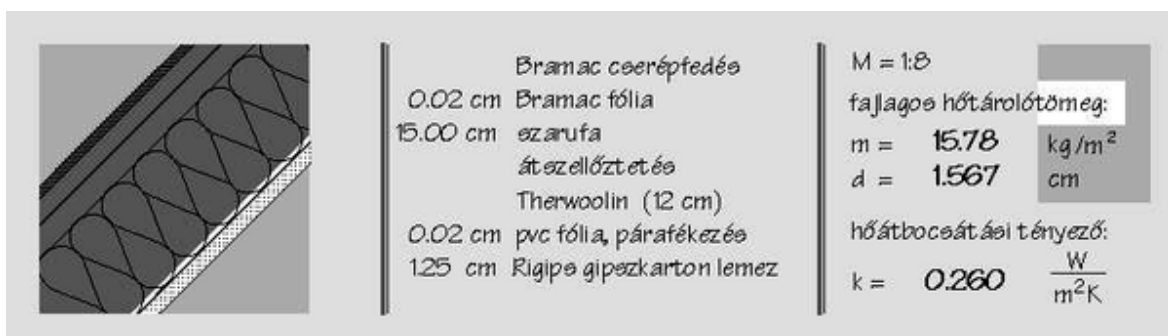 Bramac cserépfedés
0.02 cm Bramac fólia
15.00 cm szarufa
átszellőztetés
Therwoolin (12 cm)
0.02 cm pvc fólia, párafékezés
1.25 cm Rigips gipszkarton lemez
M = 1:8
fajlagos hőtárolótömeg:
m = 15.78 kg/m²
d = 1.567 cm
hőátbocsátási tényező:
k = 0.260 W/m²K